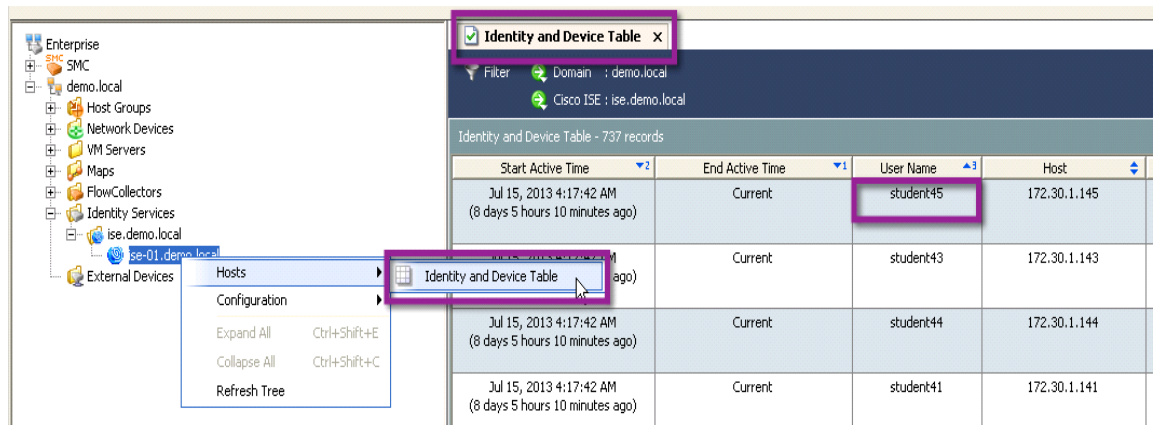 Enterprise
SMC
SMC
demo.local
Host Groups
Network Devices
VM Servers
Maps
FlowCollectors
Identity Services
ise.demo.local
ise-01.demo.local
External Devices
Hosts
Configuration
Expand All Ctrl+Shift+E
Collapse All Ctrl+Shift+C
Refresh Tree
Identity and Device Table
Identity and Device Table x
Filter Domain : demo.local
Cisco ISE : ise.demo.local
Identity and Device Table - 737 records
Start Active Time 2 End Active Time 1 User Name 3 Host
Jul 15, 2013 4:17:42 AM Current student45 172.30.1.145
(8 days 5 hours 10 minutes ago)
Current student43 172.30.1.143
ago)
Jul 15, 2013 4:17:42 AM Current student44 172.30.1.144
(8 days 5 hours 10 minutes ago)
Jul 15, 2013 4:17:42 AM Current student41 172.30.1.141
(8 days 5 hours 10 minutes ago)